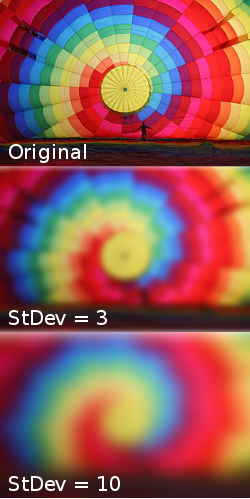 Original
StDev = 3
StDev = 10